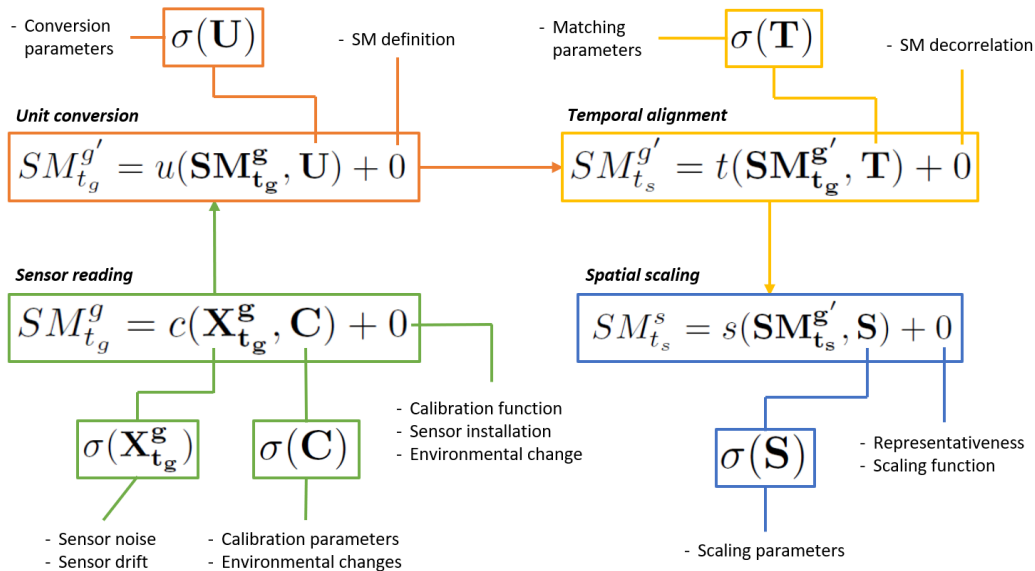 - Conversion parameters
σ(U)
- SM definition
- Matching parameters
σ(T)
- SM decorrelation
Unit conversion
SM_{t_g}^{g'} = u(SM_{t_g}^{g}, U) + 0
Temporal alignment
SM_{t_s}^{g'} = t(SM_{t_g}^{g'}, T) + 0
Sensor reading
SM_{t_g}^{g} = c(X_{t_g}^{g}, C) + 0
Spatial scaling
SM_{t_s}^{s} = s(SM_{t_s}^{g'}, S) + 0
- Calibration function
- Sensor installation
- Environmental change
σ(X_{t_g}^{g})
σ(C)
σ(S)
- Representativeness
- Scaling function
- Sensor noise
- Sensor drift
- Calibration parameters
- Environmental changes
- Scaling parameters